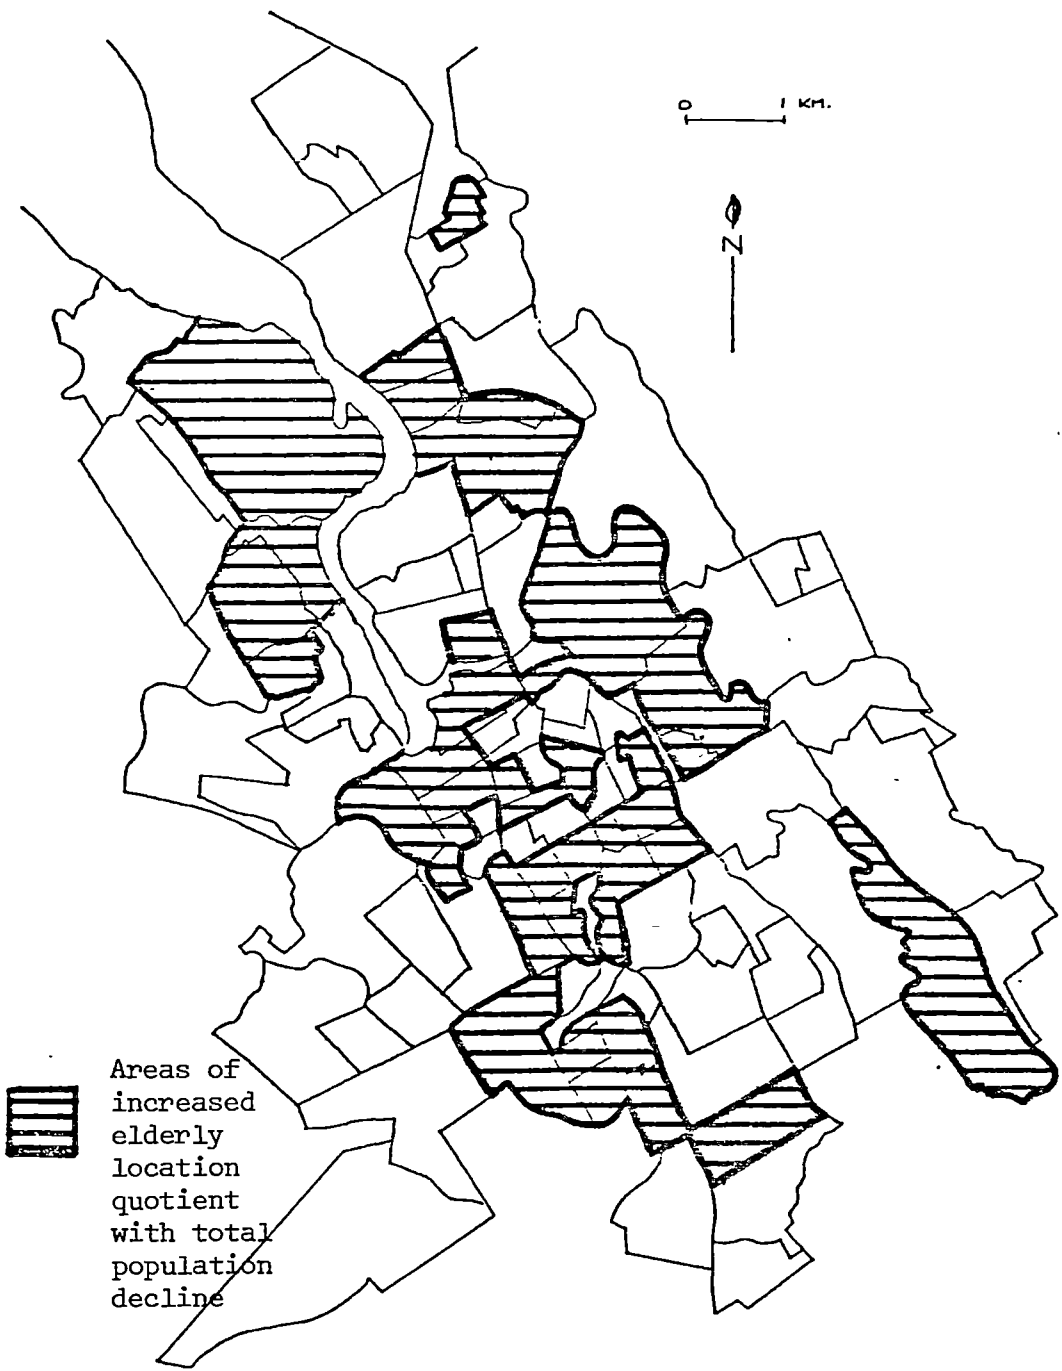 0 1 KM.
N
Areas of
increased
elderly
location
quotient
with total
population
decline